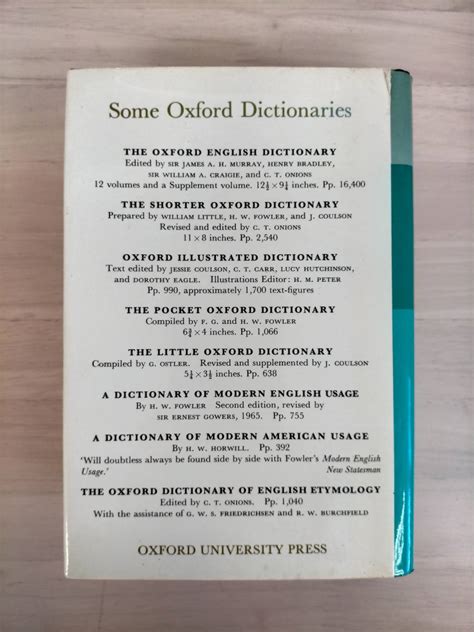 Some Oxford Dictionaries
THE OXFORD ENGLISH DICTIONARY
Edited by SIR JAMES A. H. MURRAY, HENRY BRADLEY,
SIR WILLIAM A. CRAIGIE, and C. T. ONIONS
12 volumes and a Supplement volume. 12½ × 9¾ inches. Pp. 16,400
THE SHORTER OXFORD DICTIONARY
Prepared by WILLIAM LITTLE, H. W. FOWLER, and J. COULSON
Revised and edited by C. T. ONIONS
11 × 8 inches. Pp. 2,540
OXFORD ILLUSTRATED DICTIONARY
Text edited by JESSIE COULSON, C. T. CARR, LUCY HUTCHINSON,
and DOROTHY EAGLE. Illustrations Editor: H. M. PETER
Pp. 990, approximately 1,700 text-figures
THE POCKET OXFORD DICTIONARY
Compiled by F. G. and H. W. FOWLER
6¾ × 4 inches. Pp. 1,066
THE LITTLE OXFORD DICTIONARY
Compiled by G. OSTLER. Revised and supplemented by J. COULSON
5¼ × 3½ inches. Pp. 638
A DICTIONARY OF MODERN ENGLISH USAGE
By H. W. FOWLER Second edition, revised by
SIR ERNEST GOWERS, 1965. Pp. 755
A DICTIONARY OF MODERN AMERICAN USAGE
By H. W. HORWILL. Pp. 392
'Will doubtless always be found side by side with Fowler's Modern English
Usage.' New Statesman
THE OXFORD DICTIONARY OF ENGLISH ETYMOLOGY
Edited by C. T. ONIONS. Pp. 1,040
With the assistance of G. W. S. FRIEDRICHSEN and R. W. BURCHFIELD
OXFORD UNIVERSITY PRESS